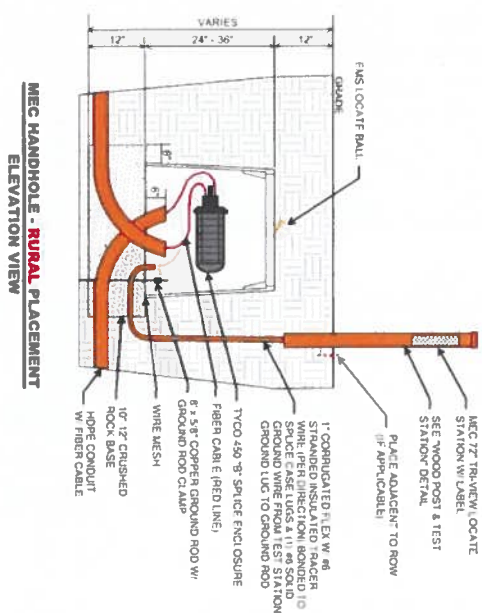 VARIES
12"
24" - 36"
12"
GRADE
EMS LOCATE BALL
6"
6"
MEC 72" TRI-VIEW LOCATE
STATION W/ LABEL
SEE "WOOD POST & TEST
STATION" DETAIL
PLACE ADJACENT TO ROW
(IF APPLICABLE)
1" CORRUGATED FLEX W/ #6
STRANDED INSULATED TRACER
WIRE (PER DIRECTION) BONDED TO
SPLICE CASE LUGS & (1) #6 SOLID
GROUND WIRE FROM TEST STATION
GROUND LUG TO GROUND ROD
TYCO 450 "B" SPLICE ENCLOSURE
FIBER CABLE (RED LINE)
8' x 5/8" COPPER GROUND ROD W/
GROUND ROD CLAMP
WIRE MESH
10" 12" CRUSHED
ROCK BASE
HDPE CONDUIT
W/ FIBER CABLE
MEC HANDHOLE - RURAL PLACEMENT
ELEVATION VIEW